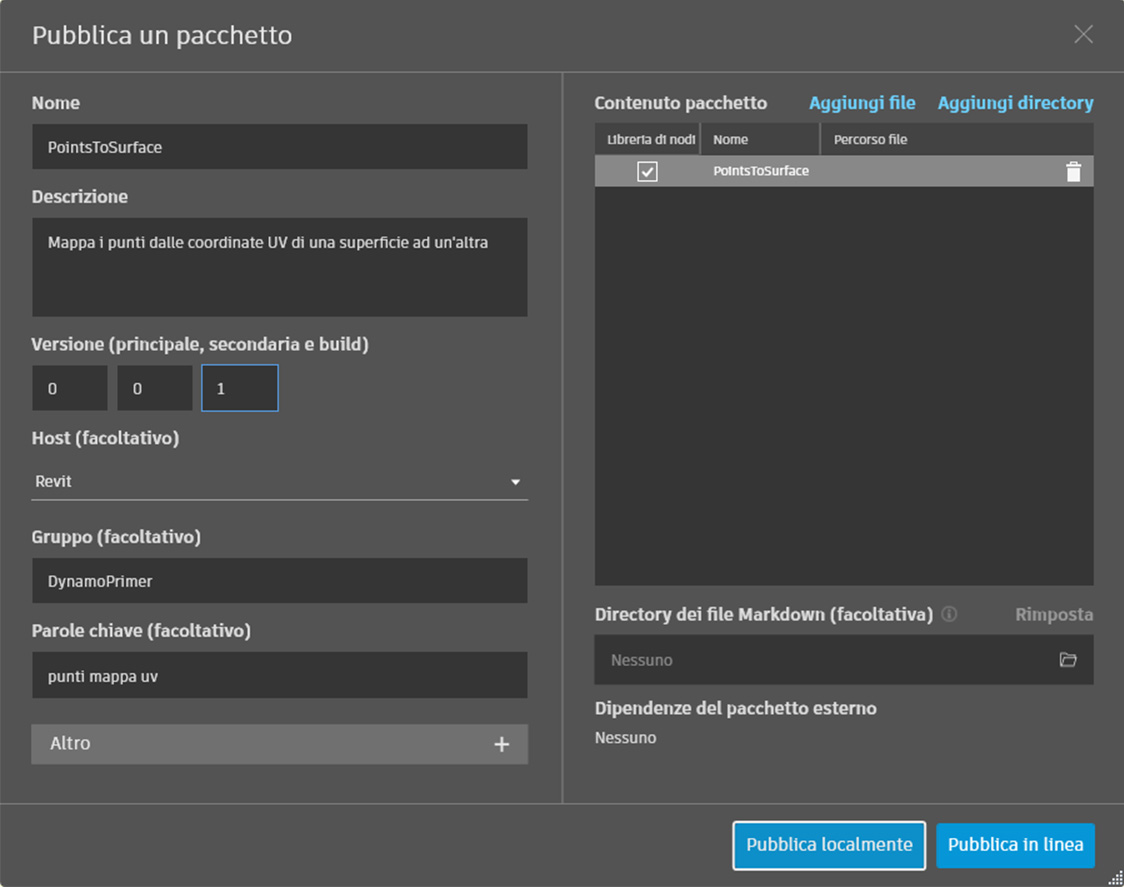 Pubblica un pacchetto
Nome
PointsToSurface
Descrizione
Mappa i punti dalle coordinate UV di una superficie ad un'altra
Versione (principale, secondaria e build)
0 0 1
Host (facoltativo)
Revit
Gruppo (facoltativo)
DynamoPrimer
Parole chiave (facoltativo)
punti mappa uv
Altro
Contenuto pacchetto Aggiungi file Aggiungi directory
Libreria di nodi Nome Percorso file
PointsToSurface
Directory dei file Markdown (facoltativa) Rimposta
Nessuno
Dipendenze del pacchetto esterno
Nessuno
Pubblica localmente Pubblica in linea